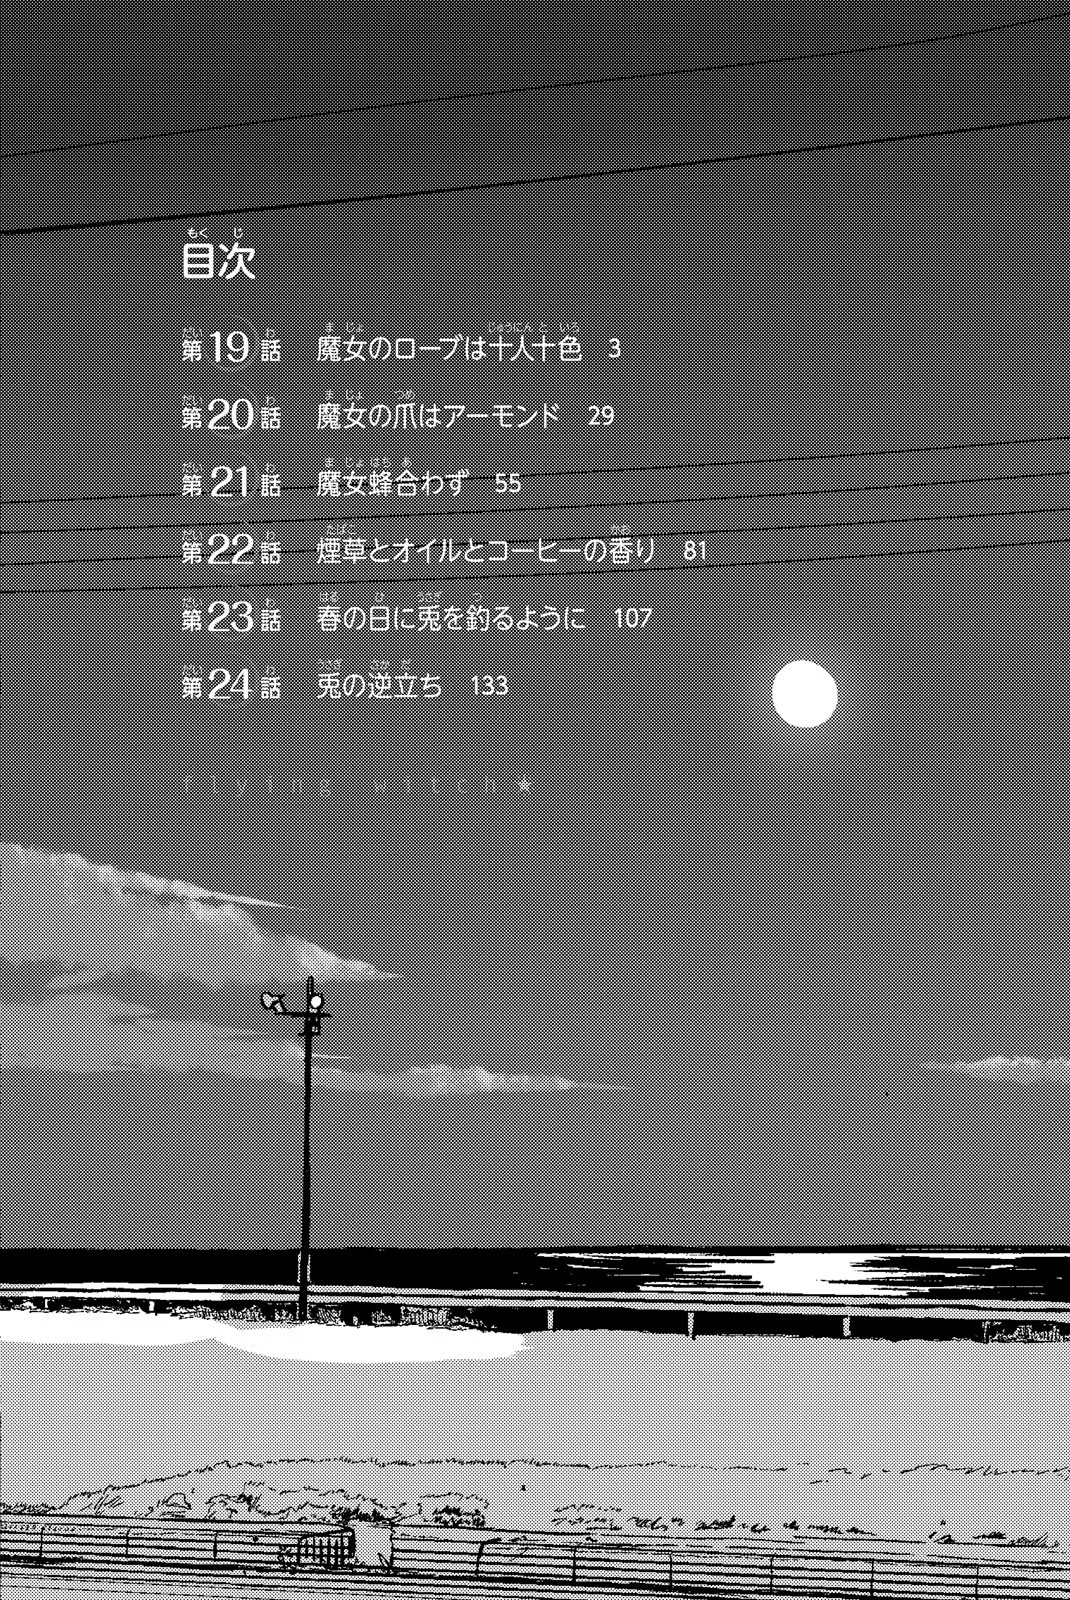 目次
第19話 魔女のローブは十人十色 3
第20話 魔女の爪はアーモンド 29
第21話 魔女蜂合わず 55
第22話 煙草とオイルとコーヒーの香り 81
第23話 春の日に兎を釣るように 107
第24話 兎の逆立ち 133
flying witch★